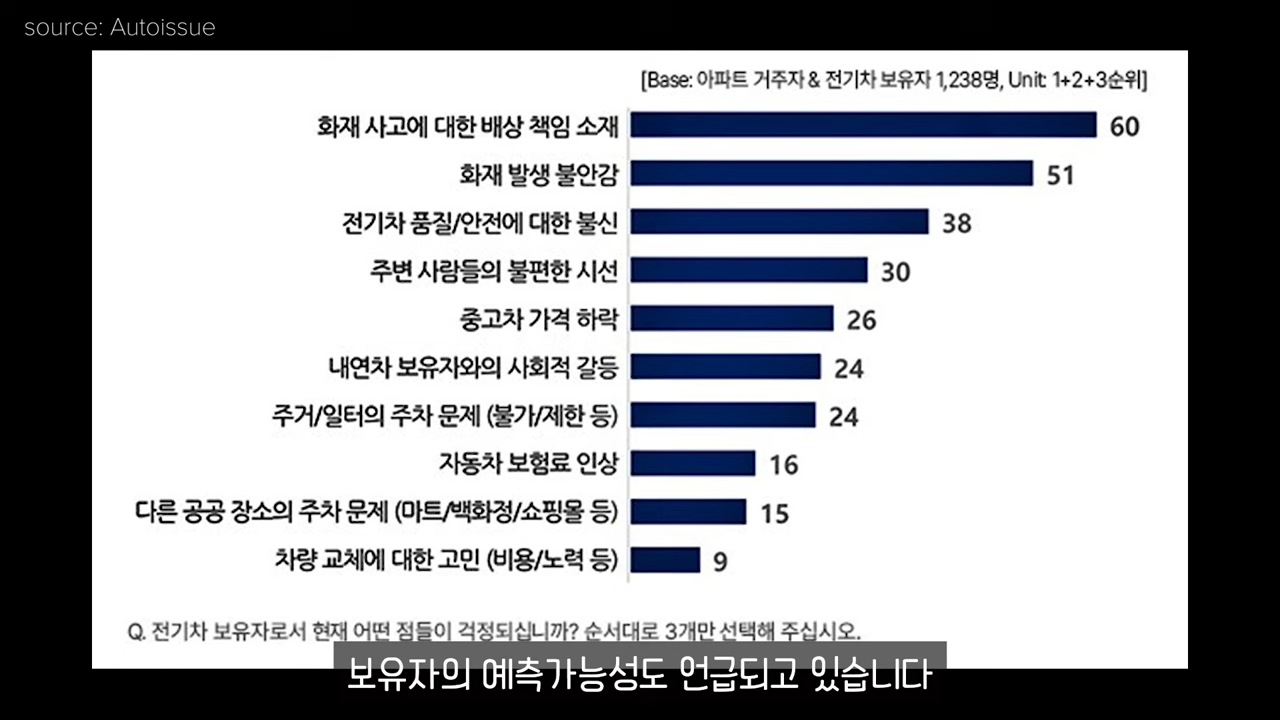 source: Autoissue
[Base: 아파트 거주자 & 전기차 보유자 1,238명, Unit: 1+2+3순위]
화재 사고에 대한 배상 책임 소재 60
화재 발생 불안감 51
전기차 품질/안전에 대한 불신 38
주변 사람들의 불편한 시선 30
중고차 가격 하락 26
내연차 보유자와의 사회적 갈등 24
주거/일터의 주차 문제 (불가/제한 등) 24
자동차 보험료 인상 16
다른 공공 장소의 주차 문제 (마트/백화정/쇼핑몰 등) 15
차량 교체에 대한 고민 (비용/노력 등) 9
Q. 전기차 보유자로서 현재 어떤 점들이 걱정되십니까? 순서대로 3개만 선택해 주십시오.
보유자의 예측가능성도 언급되고 있습니다